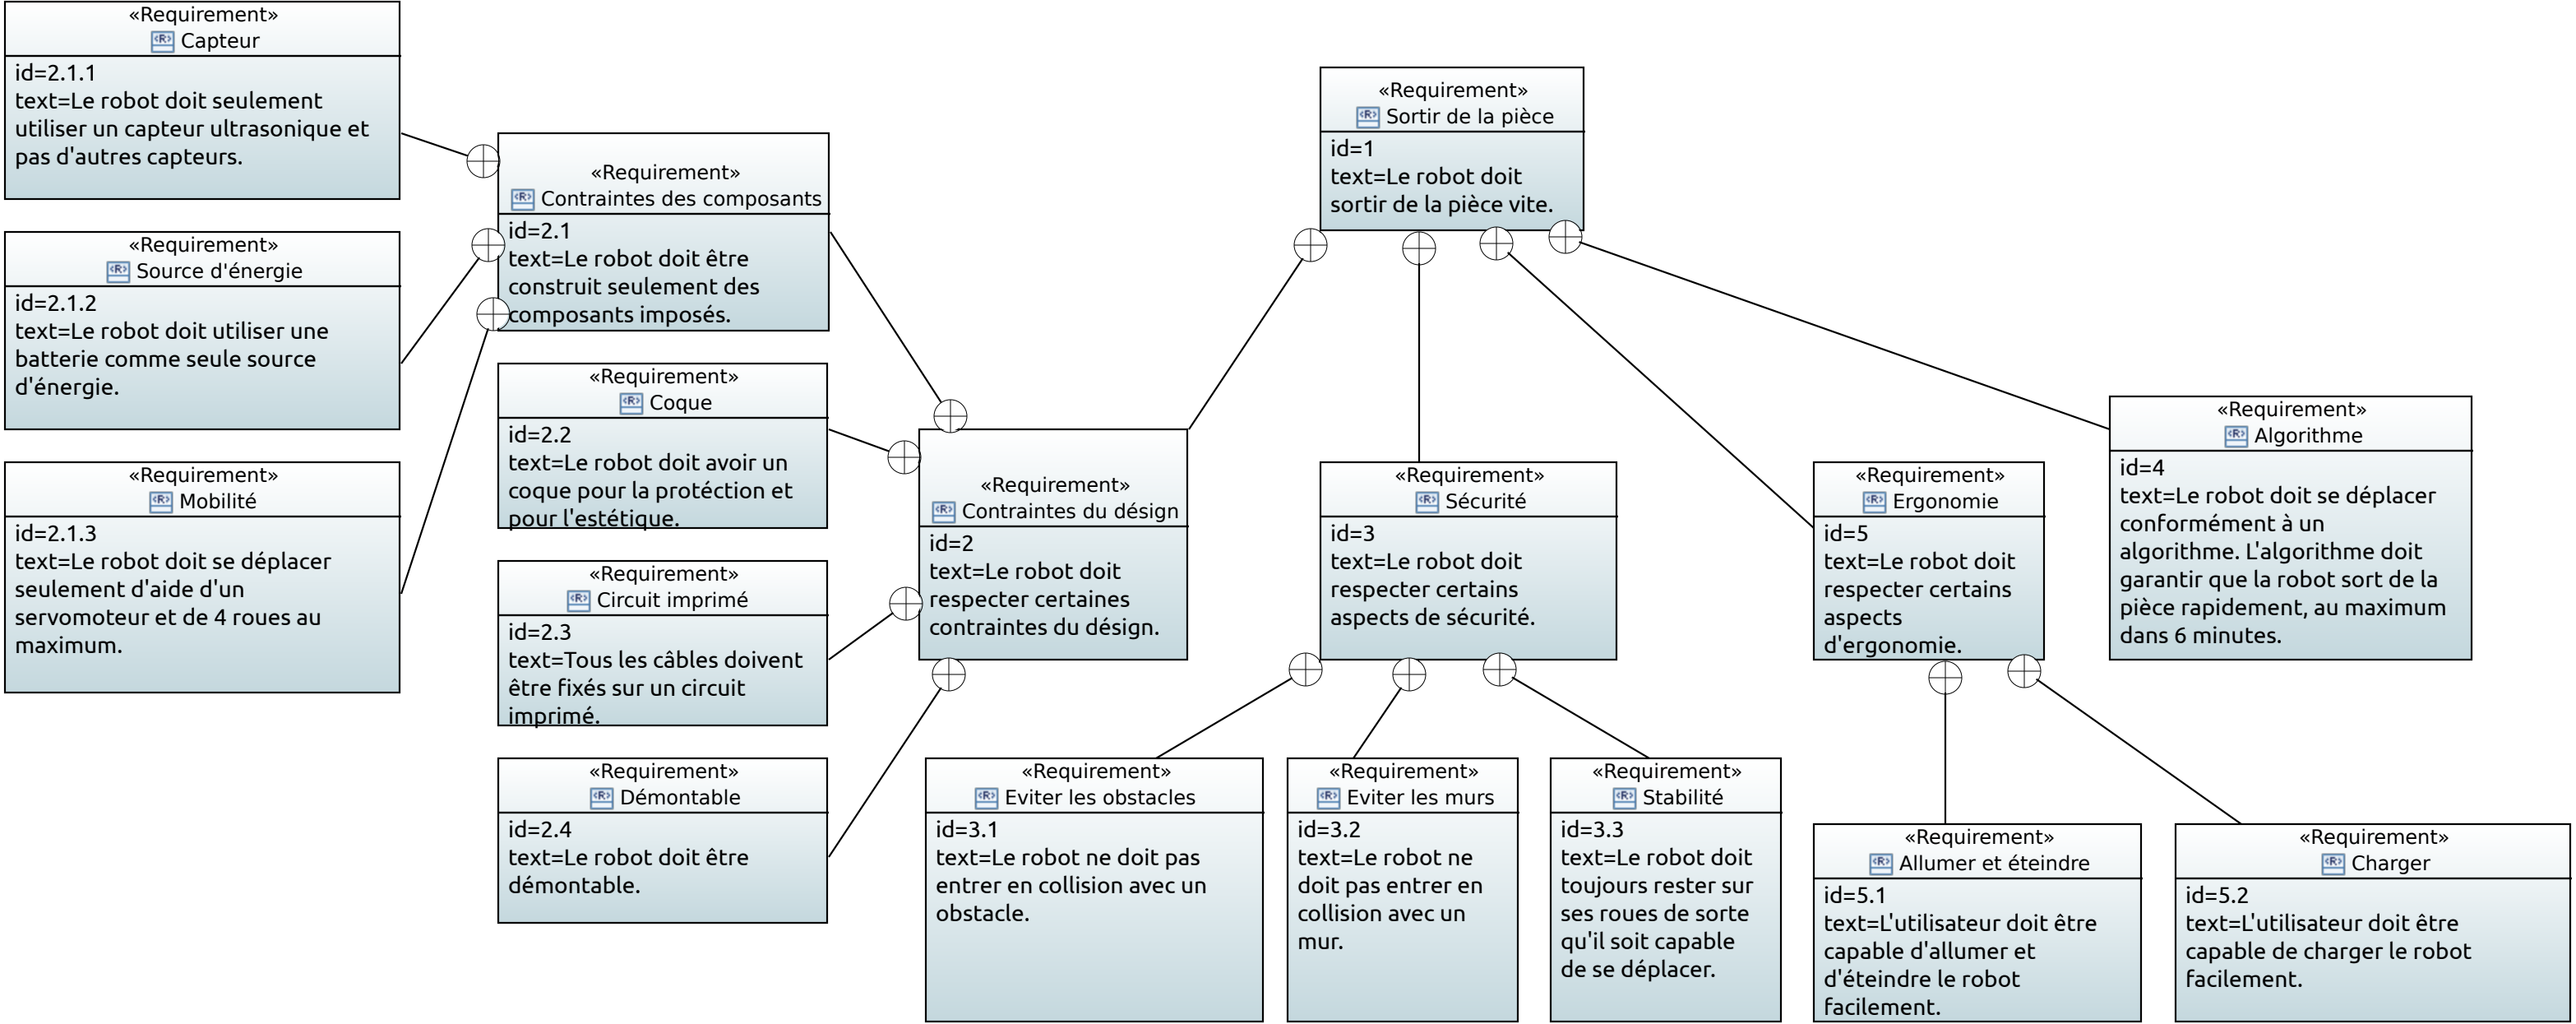 «Requirement»
Capteur
id=2.1.1
text=Le robot doit seulement
utiliser un capteur ultrasonique et
pas d'autres capteurs.
«Requirement»
Source d'énergie
id=2.1.2
text=Le robot doit utiliser une
batterie comme seule source
d'énergie.
«Requirement»
Mobilité
id=2.1.3
text=Le robot doit se déplacer
seulement d'aide d'un
servomoteur et de 4 roues au
maximum.
«Requirement»
Contraintes des composants
id=2.1
text=Le robot doit être
construit seulement des
composants imposés.
«Requirement»
Coque
id=2.2
text=Le robot doit avoir un
coque pour la protéction et
pour l'estétique.
«Requirement»
Circuit imprimé
id=2.3
text=Tous les câbles doivent
être fixés sur un circuit
imprimé.
«Requirement»
Démontable
id=2.4
text=Le robot doit être
démontable.
«Requirement»
Contraintes du désign
id=2
text=Le robot doit
respecter certaines
contraintes du désign.
«Requirement»
Sortir de la pièce
id=1
text=Le robot doit
sortir de la pièce vite.
«Requirement»
Sécurité
id=3
text=Le robot doit
respecter certains
aspects de sécurité.
«Requirement»
Ergonomie
id=5
text=Le robot doit
respecter certains
aspects
d'ergonomie.
«Requirement»
Algorithme
id=4
text=Le robot doit se déplacer
conformément à un
algorithme. L'algorithme doit
garantir que la robot sort de la
pièce rapidement, au maximum
dans 6 minutes.
«Requirement»
Eviter les obstacles
id=3.1
text=Le robot ne doit pas
entrer en collision avec un
obstacle.
«Requirement»
Eviter les murs
id=3.2
text=Le robot ne
doit pas entrer en
collision avec un
mur.
«Requirement»
Stabilité
id=3.3
text=Le robot doit
toujours rester sur
ses roues de sorte
qu'il soit capable
de se déplacer.
«Requirement»
Allumer et éteindre
id=5.1
text=L'utilisateur doit être
capable d'allumer et
d'éteindre le robot
facilement.
«Requirement»
Charger
id=5.2
text=L'utilisateur doit être
capable de charger le robot
facilement.